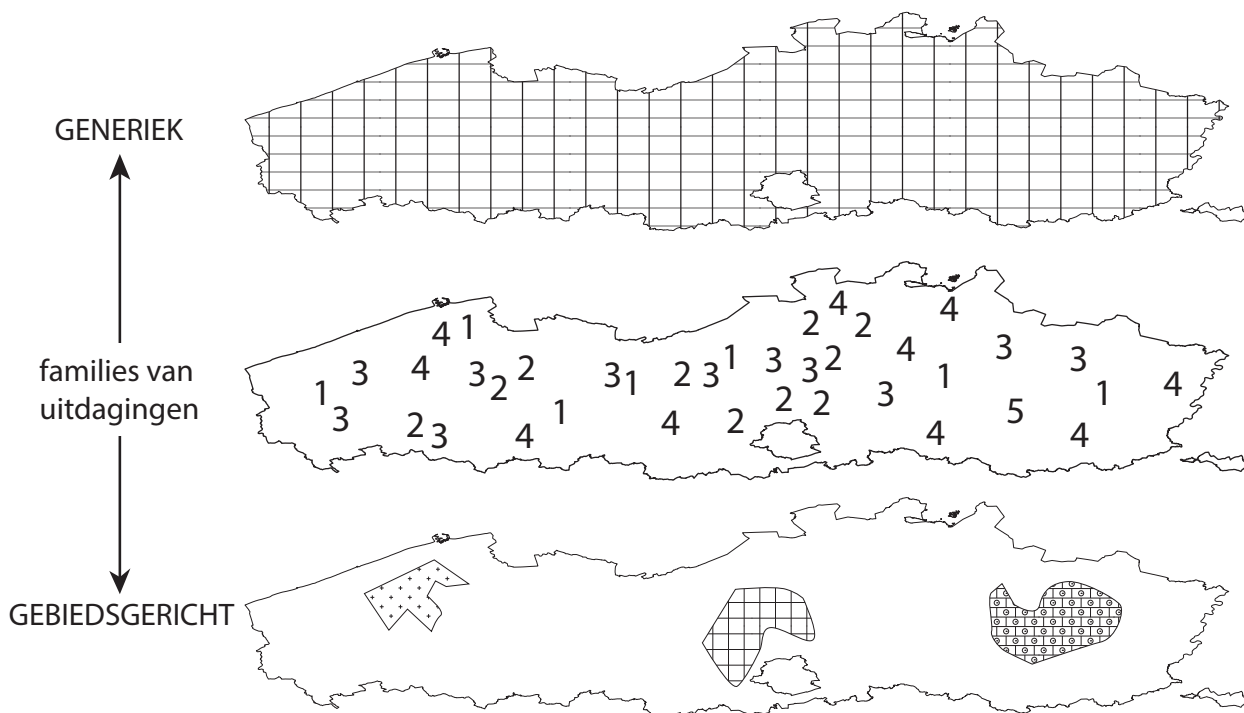 GENERIEK
4 4
4 1 2 2
4 3
1 3 2 3
3 4 3 2 3 2 3 3 1
2 1 4
1 3 1
2 2
1 5
3 2 4 2
3 4 4 4
families van
uitdagingen
GEBIEDSGERICHT